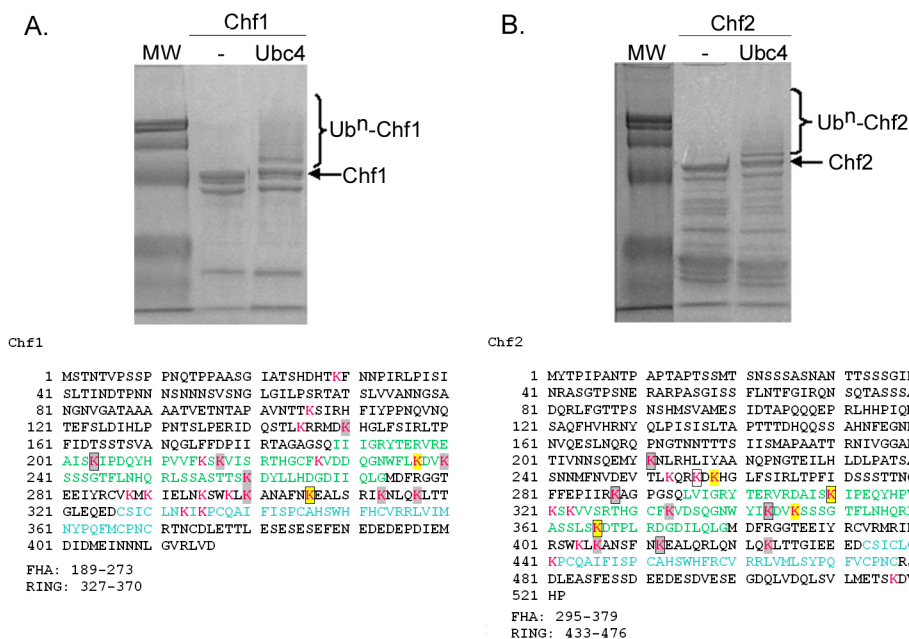 A.
Chf1
MW - Ubc4
Ubⁿ-Chf1
Chf1
Chf1
1 MSTNTVPSSP PNQTPPAASG IATSHDHTKF NNPIRLPISI
41 SLTINDTPNN NSNNNSVSNG LGILPSRTAT SLVVANNGSA
81 NGNVGATAAA AATVETNTAP AVNTTKSIRH FIYPPNQVNQ
121 TEFSLDIHLP PNTSLPERID QSTLKRRMDK HGLFSIRLTP
161 FIDTSSTSVA NQGLFFDPII RTAGAGSQII IGRYTERVRE
201 AISKIPDQYH PVVFKSKVIS RTHGCFKVDD QGNWFLKDVK
241 SSSGTFLNHQ RLSSASTTSK DYLLHDGDII QLGMDFRGGT
281 EEIYRCVKMK IELNKSWKLK ANAFNKEALS RIKNLQKLTT
321 GLEQEDCSIC LNKIKPCQAI FISPCAHSWH FHCVRRLVIM
361 NYPQFMCPNC RTNCDLETTL ESESESEFEN EDEDEPDIEM
401 DIDMEINNNL GVRLVD
FHA: 189-273
RING: 327-370
B.
Chf2
MW - Ubc4
Ubⁿ-Chf2
Chf2
Chf2
1 MYTPIPANTP APTAPTSSMT SNSSSASNAN TTSSSGI
41 NRASGTPSNE RARPASGISS FLNTFGIRQN SQTASSS
81 DQRLFGTTPS NSHMSVAMES IDTAPQQQEP RLHHPIQ
121 NTSNLNVVTL QPISISLTA PTTTDHQQSS AHNFEGN
161 NVQESLNQRQ PNGTNNTITT IISMAPAATT RNIVGGA
201 TIVNNSQEMY KNLRHLIYAA NQPNGTEILH LDLPATS
241 SNNMFNVDEV TLKQRKDKHG LFSIRLTPFI DSSSTTN
281 FFEPIIRKAG PGSQLVIGRY TERVRDAISK IPEQYHP
321 KSKVVSRTHG CFKVDSQGNW YIKDVKSSSG TFLNHQR
361 ASSLSKDTPL RDGDILQLGM DFRGGTEEIY RCVRMRI
401 RSWKLKANSF NKEALQRLQN LQKLTTGIEE EDCSICL
441 KPCQAIFISP CAHSWHFRCV RRLVMLSYPQ FVCPNCR
481 DLEASFESSD EEDESDVESE GDQLVDQLSV LMETSKD
521 HP
FHA: 295-379
RING: 433-476